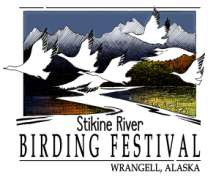 Stikine River
BIRDING FESTIVAL
WRANGELL, ALASKA